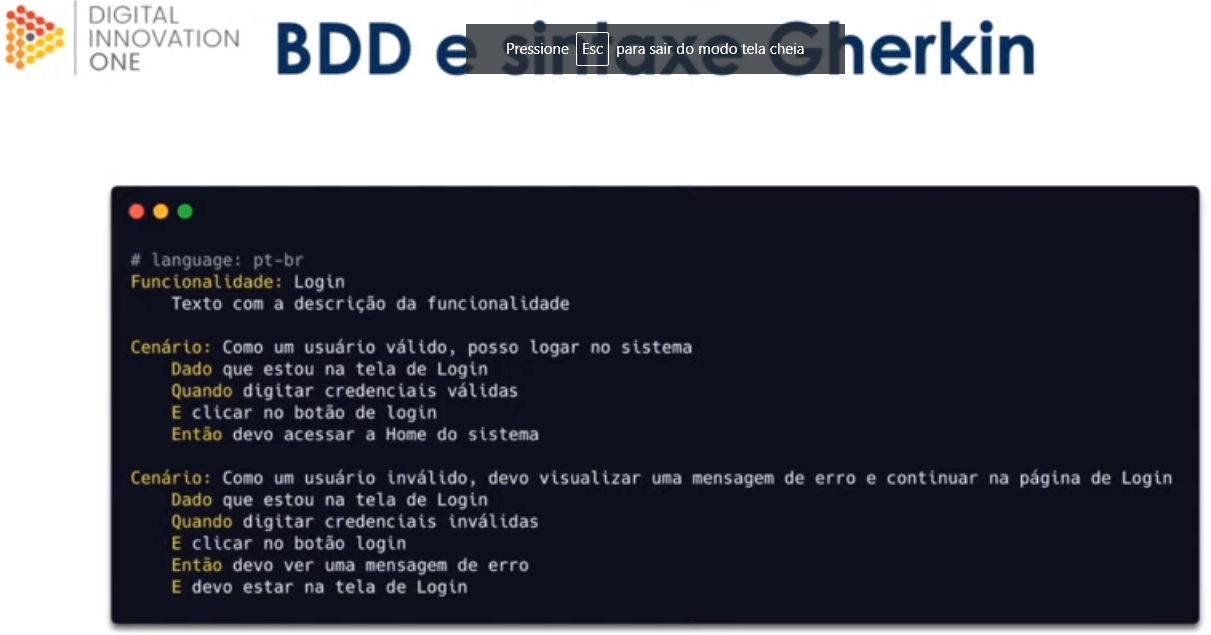 DIGITAL
INNOVATION
ONE
BDD e sintaxe Gherkin
Pressione Esc para sair do modo tela cheia
# language: pt-br
Funcionalidade: Login
Texto com a descrição da funcionalidade
Cenário: Como um usuário válido, posso logar no sistema
Dado que estou na tela de Login
Quando digitar credenciais válidas
E clicar no botão de login
Então devo acessar a Home do sistema
Cenário: Como um usuário inválido, devo visualizar uma mensagem de erro e continuar na página de Login
Dado que estou na tela de Login
Quando digitar credenciais inválidas
E clicar no botão login
Então devo ver uma mensagem de erro
E devo estar na tela de Login